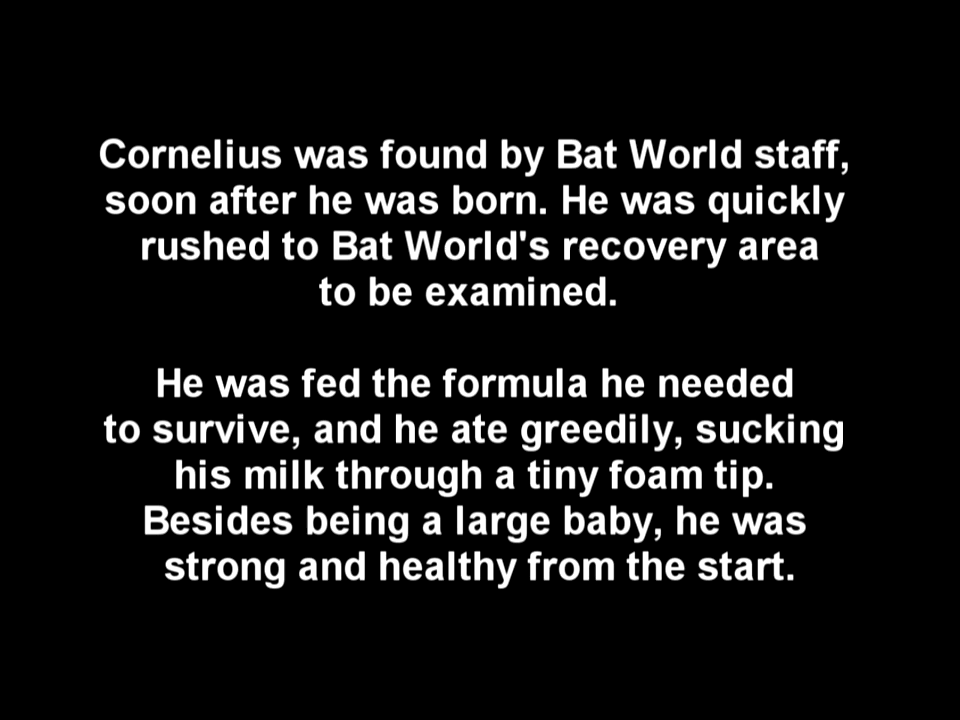 Cornelius was found by Bat World staff,
soon after he was born. He was quickly
rushed to Bat World's recovery area
to be examined.
He was fed the formula he needed
to survive, and he ate greedily, sucking
his milk through a tiny foam tip.
Besides being a large baby, he was
strong and healthy from the start.